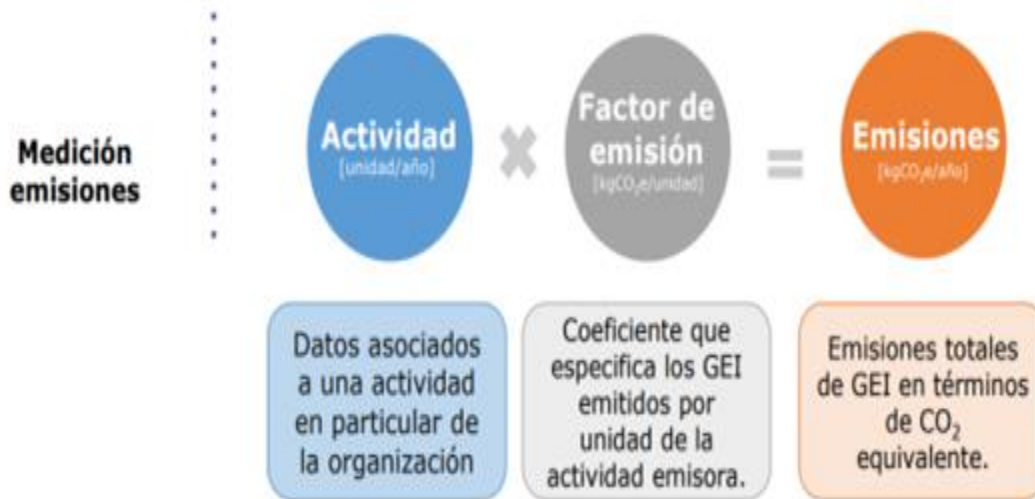 Medición
emisiones
Actividad
[unidad/año]
×
Factor de
emisión
[kgCO₂e/unidad]
=
Emisiones
[kgCO₂e/año]
Datos asociados
a una actividad
en particular de
la organización
Coeficiente que
especifica los GEI
emitidos por
unidad de la
actividad emisora.
Emisiones totales
de GEI en términos
de CO₂
equivalente.